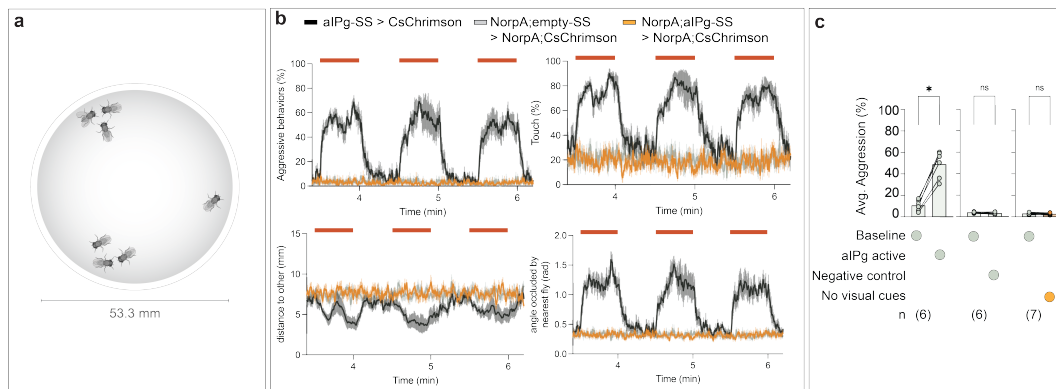 a
53.3 mm
b
aIPg-SS > CsChrimson
NorpA;empty-SS
> NorpA;CsChrimson
NorpA;aIPg-SS
> NorpA;CsChrimson
Aggressive behaviors (%)
100
80
60
40
20
0
4
5
6
Time (min)
Touch (%)
100
80
60
40
20
0
4
5
6
Time (min)
distance to other (mm)
15
10
5
0
4
5
6
Time (min)
angle occluded by
nearest fly (rad)
2.0
1.5
1.0
0.5
0.0
4
5
6
Time (min)
c
Avg. Aggression (%)
100
80
60
40
20
0
*
ns
ns
Baseline
aIPg active
Negative control
No visual cues
n (6) (6) (7)